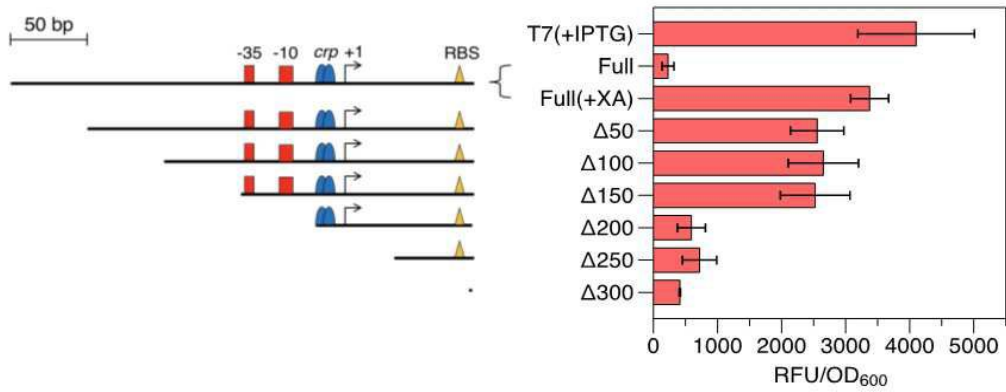 50 bp
-35 -10 crp +1 RBS
T7(+IPTG)
Full
Full(+XA)
Δ50
Δ100
Δ150
Δ200
Δ250
Δ300
0 1000 2000 3000 4000 5000
RFU/OD600